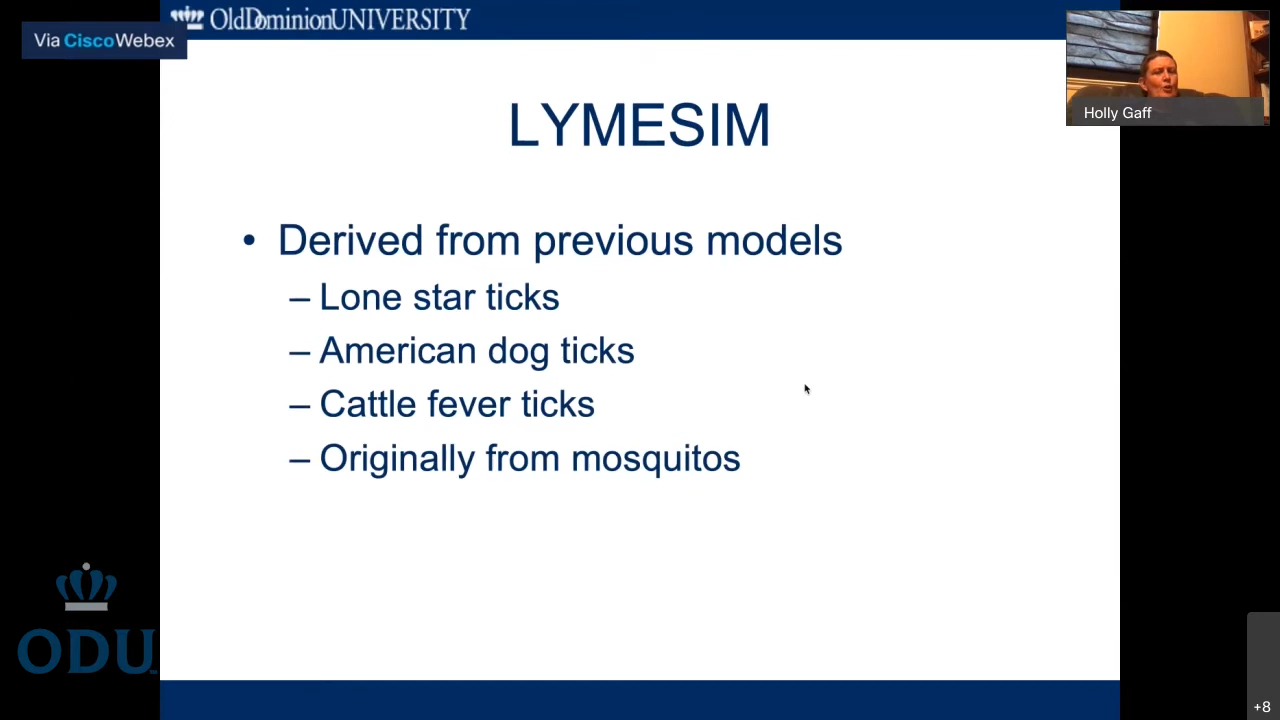 OldDominionUNIVERSITY
Via CiscoWebex
Holly Gaff
LYMESIM
• Derived from previous models
– Lone star ticks
– American dog ticks
– Cattle fever ticks
– Originally from mosquitos
ODU
+8